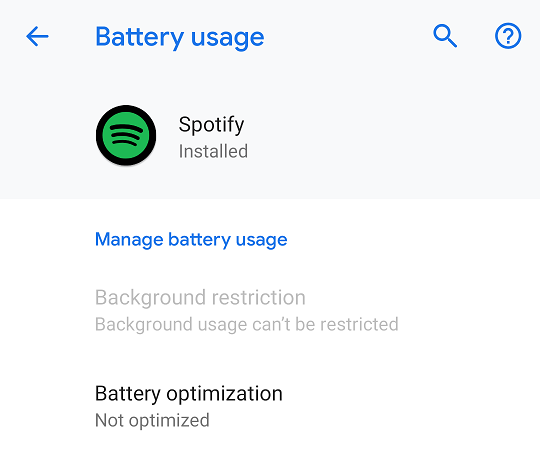 Battery usage
Spotify
Installed
Manage battery usage
Background restriction
Background usage can't be restricted
Battery optimization
Not optimized